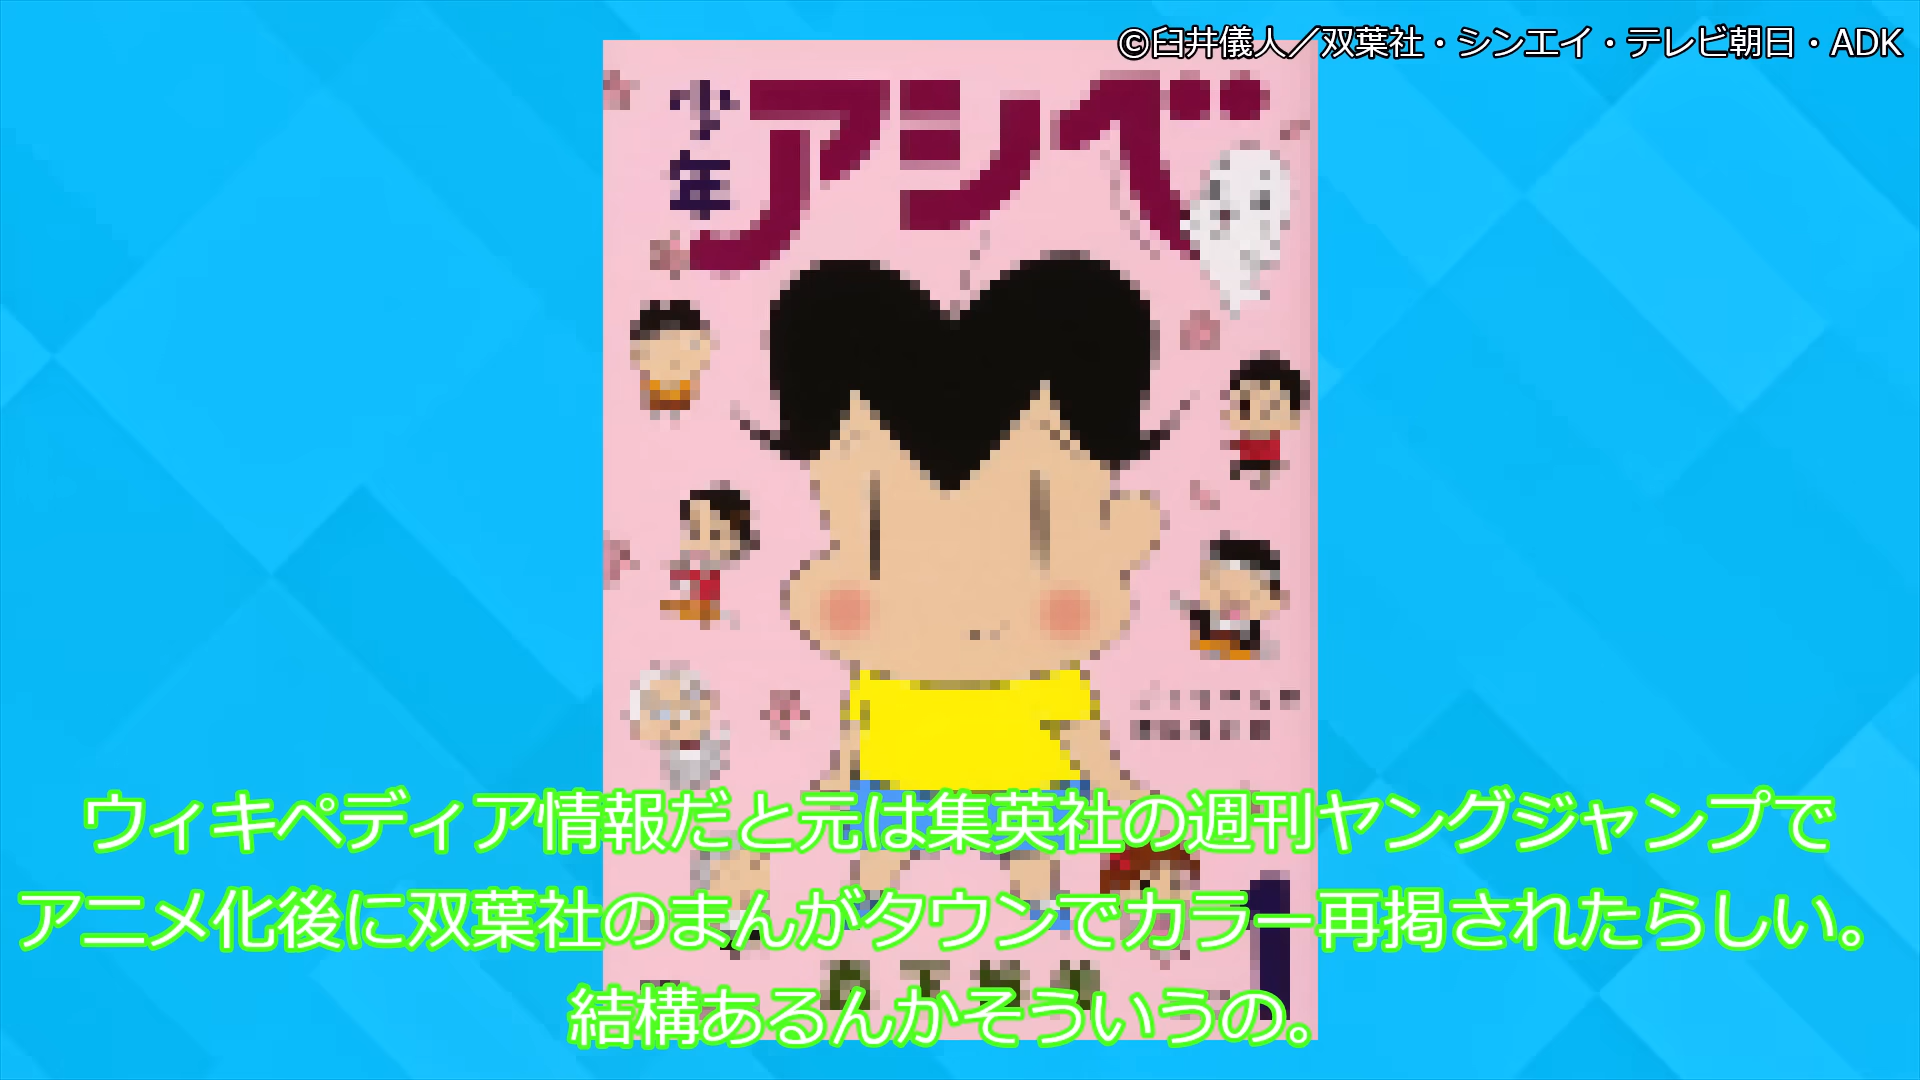 ©臼井儀人／双葉社・シンエイ・テレビ朝日・ADK
少年
アシベ
ウィキペディア情報だと元は集英社の週刊ヤングジャンプで
アニメ化後に双葉社のまんがタウンでカラー再掲されたらしい。
結構あるんかそういうの。